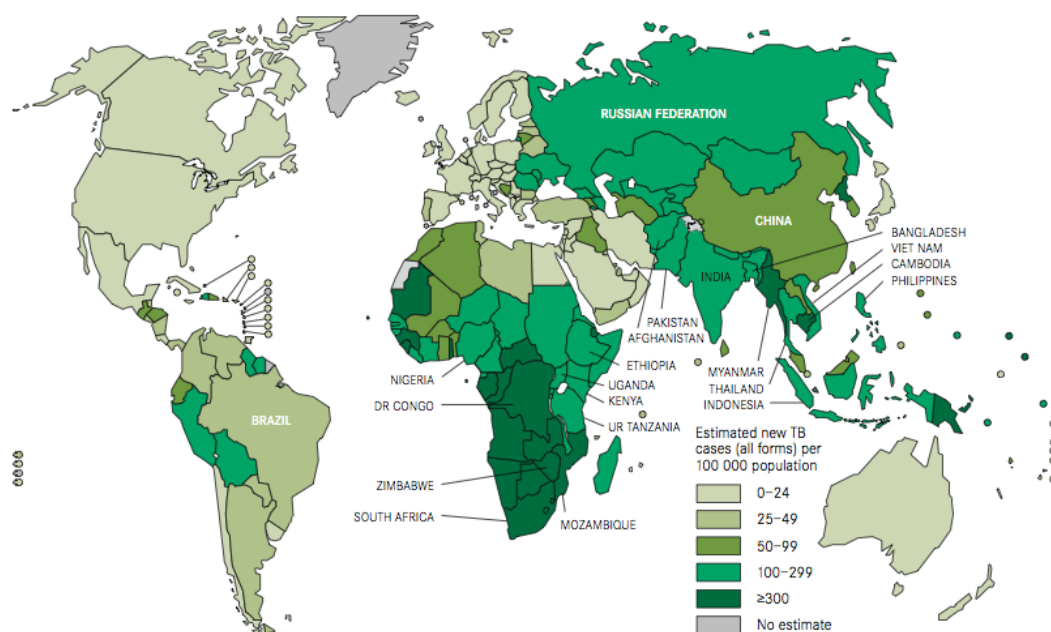 RUSSIAN FEDERATION
CHINA
BANGLADESH
VIET NAM
CAMBODIA
PHILIPPINES
INDIA
PAKISTAN
AFGHANISTAN
ETHIOPIA
UGANDA
KENYA
UR TANZANIA
NIGERIA
DR CONGO
MYANMAR
THAILAND
INDONESIA
BRAZIL
ZIMBABWE
SOUTH AFRICA
MOZAMBIQUE
Estimated new TB
cases (all forms) per
100 000 population
0–24
25–49
50–99
100–299
≥300
No estimate